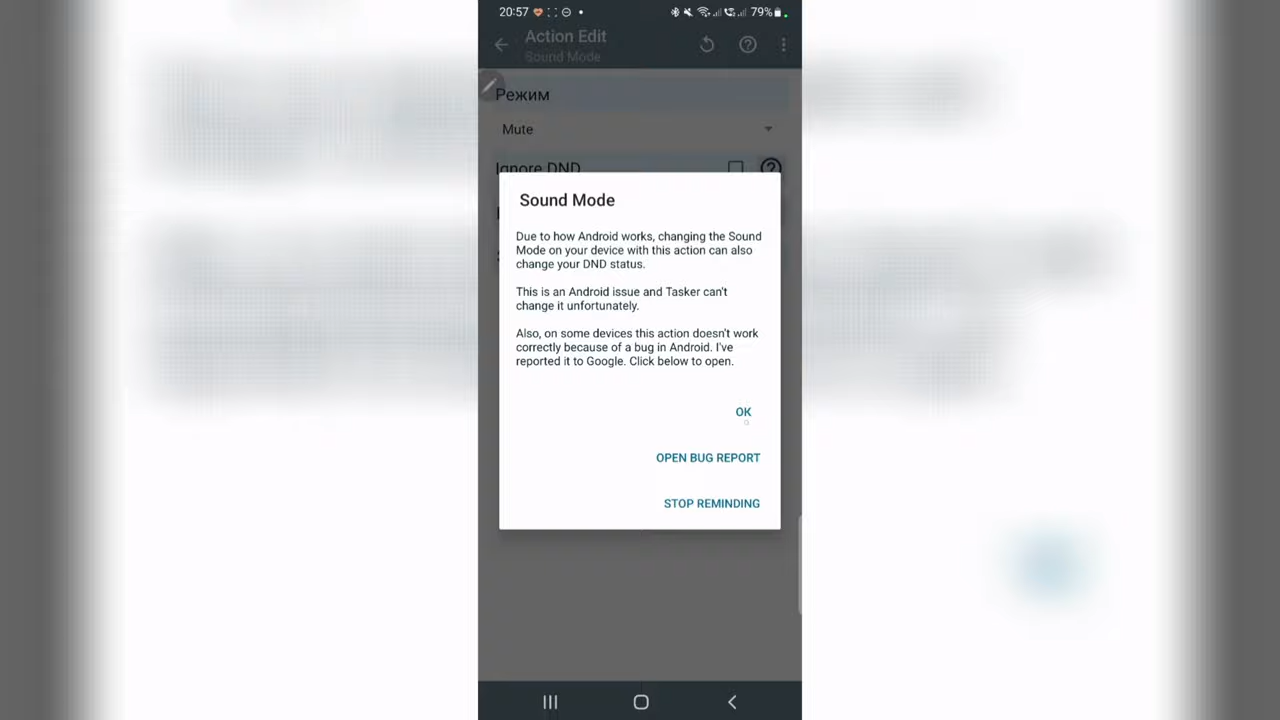 20:57
79%
Action Edit
Sound Mode
Режим
Mute
Ignore DND
Sound Mode
Due to how Android works, changing the Sound
Mode on your device with this action can also
change your DND status.
This is an Android issue and Tasker can't
change it unfortunately.
Also, on some devices this action doesn't work
correctly because of a bug in Android. I've
reported it to Google. Click below to open.
OK
OPEN BUG REPORT
STOP REMINDING